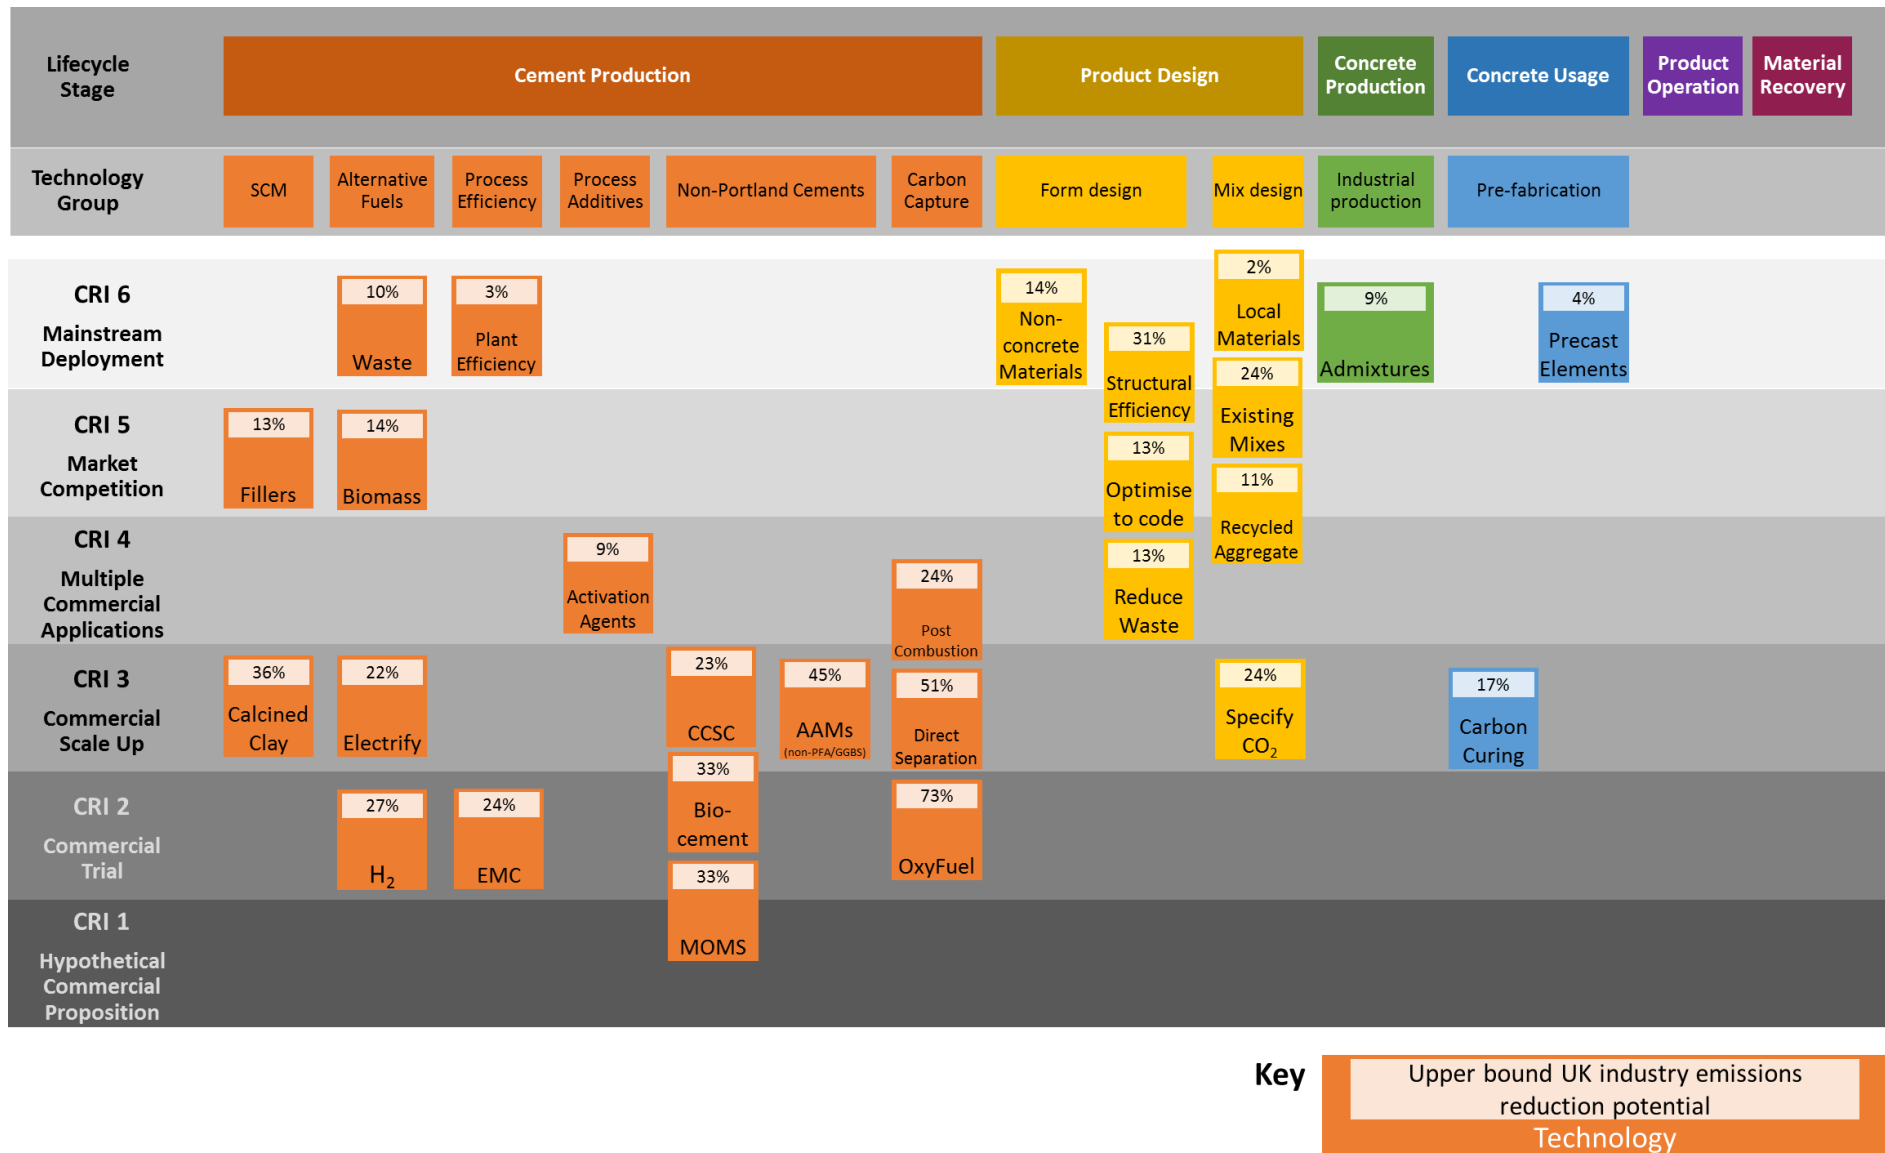 Lifecycle
Stage
Cement Production
Product Design
Concrete
Production
Concrete Usage
Product
Operation
Material
Recovery
Technology
Group
SCM
Alternative
Fuels
Process
Efficiency
Process
Additives
Non-Portland Cements
Carbon
Capture
Form design
Mix design
Industrial
production
Pre-fabrication
CRI 6
Mainstream
Deployment
10%
Waste
3%
Plant
Efficiency
14%
Non-
concrete
Materials
31%
Structural
Efficiency
2%
Local
Materials
24%
Existing
Mixes
9%
Admixtures
4%
Precast
Elements
CRI 5
Market
Competition
13%
Fillers
14%
Biomass
13%
Optimise
to code
11%
Recycled
Aggregate
CRI 4
Multiple
Commercial
Applications
9%
Activation
Agents
24%
Post
Combustion
13%
Reduce
Waste
CRI 3
Commercial
Scale Up
36%
Calcined
Clay
22%
Electrify
23%
CCSC
45%
AAMs
(non-PFA/GGBS)
51%
Direct
Separation
24%
Specify
CO₂
17%
Carbon
Curing
CRI 2
Commercial
Trial
27%
H₂
24%
EMC
33%
Bio-
cement
73%
OxyFuel
33%
MOMS
CRI 1
Hypothetical
Commercial
Proposition
Key
Upper bound UK industry emissions
reduction potential
Technology